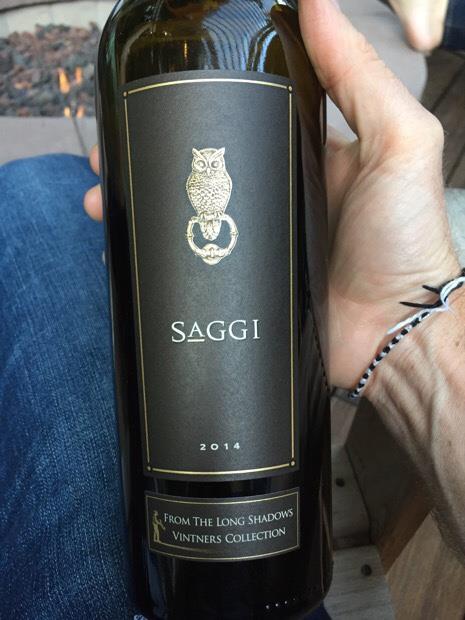 SAGGI
2014
FROM THE LONG SHADOWS
VINTNERS COLLECTION